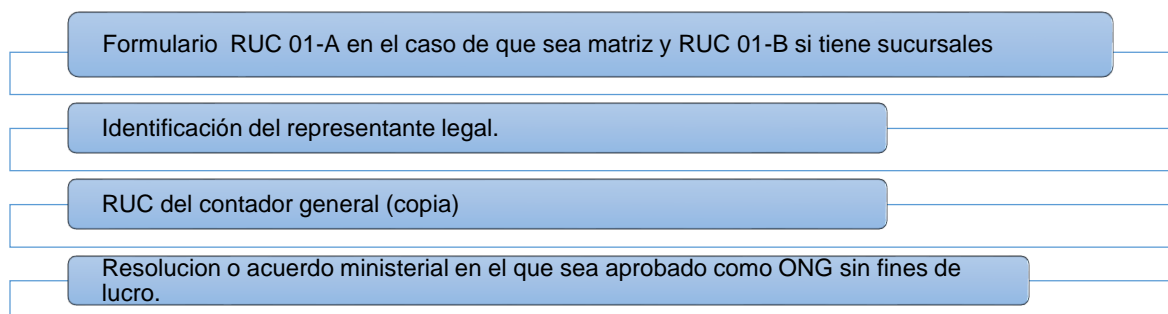 Formulario RUC 01-A en el caso de que sea matriz y RUC 01-B si tiene sucursales
Identificación del representante legal.
RUC del contador general (copia)
Resolucion o acuerdo ministerial en el que sea aprobado como ONG sin fines de
lucro.